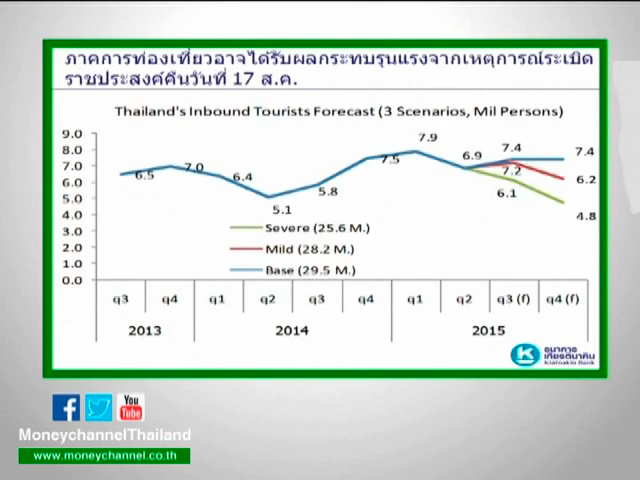 ภาคการท่องเที่ยวอาจได้รับผลกระทบรุนแรงจากเหตุการณ์ระเบิด
ราชประสงค์คืนวันที่ 17 ส.ค.
Thailand's Inbound Tourists Forecast (3 Scenarios, Mil Persons)
9.0
8.0
7.0
6.0
5.0
4.0
3.0
2.0
1.0
0.0
6.5 7.0 6.4 5.1 5.8 7.5 7.9 6.9 7.4 7.4
7.2 6.2
6.1 4.8
Severe (25.6 M.)
Mild (28.2 M.)
Base (29.5 M.)
q3 q4 q1 q2 q3 q4 q1 q2 q3 (f) q4 (f)
2013 2014 2015
ธนาคาร
เกียรตินาคิน
Kiatnakin Bank
You
Tube
MoneychannelThailand
www.moneychannel.co.th